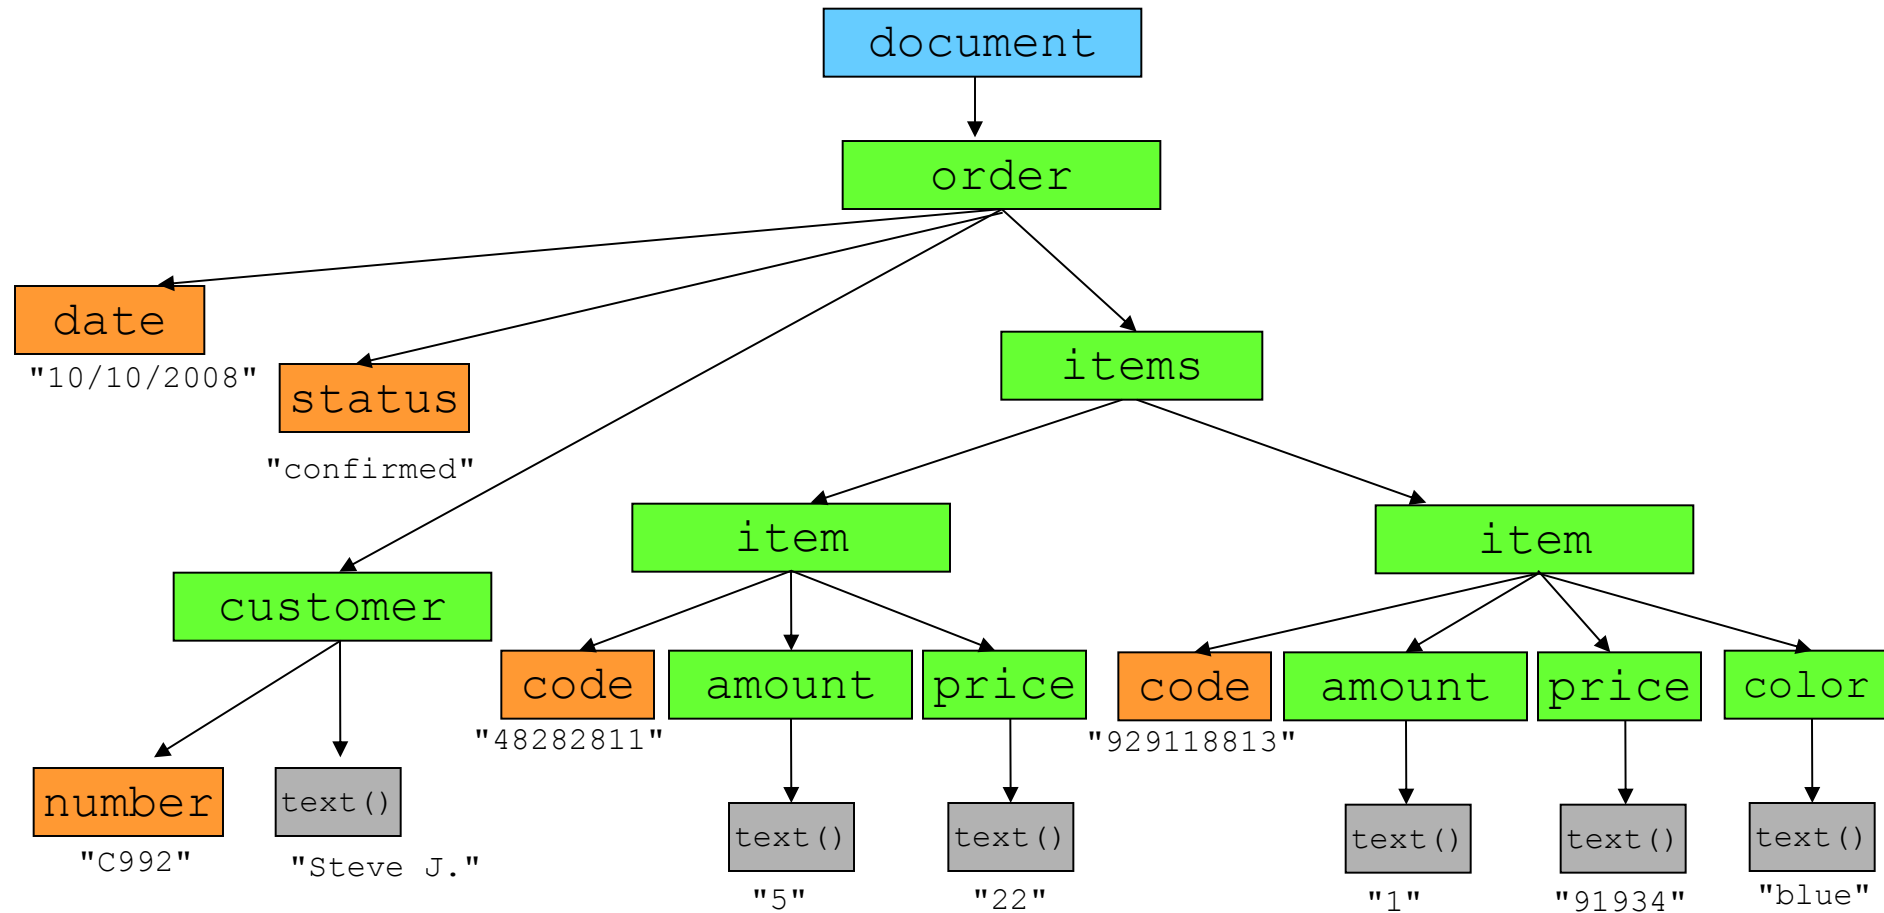 document
order
date
"10/10/2008"
status
"confirmed"
items
item
item
customer
code
"48282811"
amount
price
code
"929118813"
amount
price
color
number
"C992"
text()
"Steve J."
text()
"5"
text()
"22"
text()
"1"
text()
"91934"
text()
"blue"